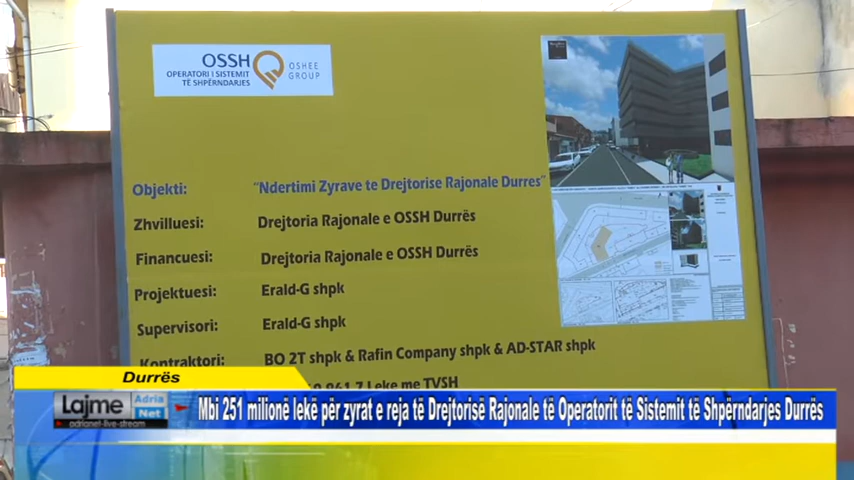 OSSH
OPERATORI I SISTEMIT
TË SHPËRNDARJES
OSHEE
GROUP
Objekti: "Ndertimi Zyrave te Drejtorise Rajonale Durres"
Zhvilluesi: Drejtoria Rajonale e OSSH Durrës
Financuesi: Drejtoria Rajonale e OSSH Durrës
Projektuesi: Erald-G shpk
Supervisori: Erald-G shpk
Kontraktori: BO 2T shpk & Rafin Company shpk & AD-STAR shpk
Leke me TVSH
Durrës
Lajme Adria Net
adrianet-live-stream
Mbi 251 milionë lekë për zyrat e reja të Drejtorisë Rajonale të Operatorit të Sistemit të Shpërndarjes Durrës